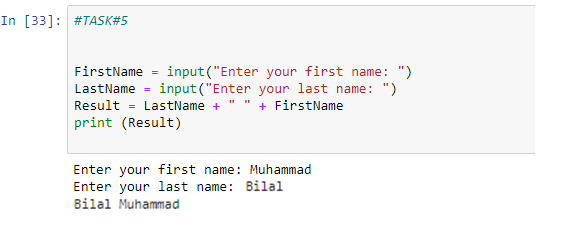 In [33]: #TASK#5
FirstName = input("Enter your first name: ")
LastName = input("Enter your last name: ")
Result = LastName + " " + FirstName
print (Result)
Enter your first name: Muhammad
Enter your last name: Bilal
Bilal Muhammad